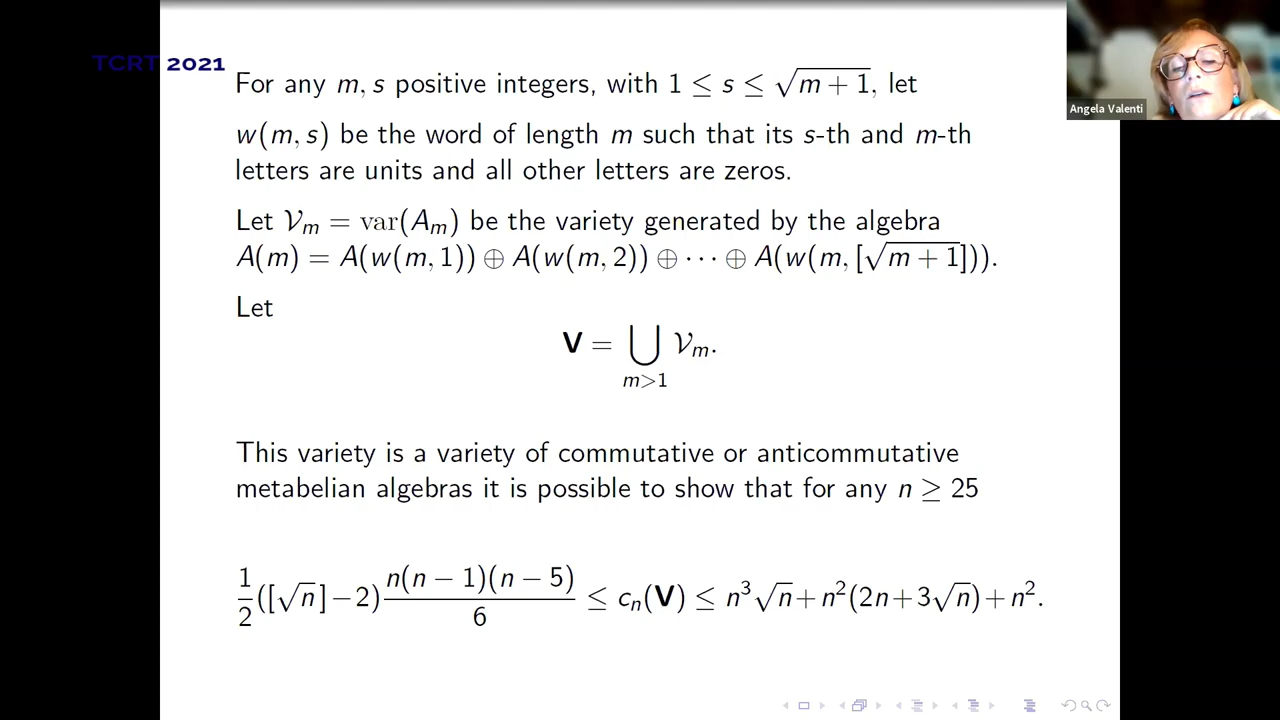 TCRT 2021
Angela Valenti
For any m, s positive integers, with 1 ≤ s ≤ √(m + 1), let
w(m, s) be the word of length m such that its s-th and m-th
letters are units and all other letters are zeros.
Let 𝒱ₘ = var(Aₘ) be the variety generated by the algebra
A(m) = A(w(m, 1)) ⊕ A(w(m, 2)) ⊕ ⋯ ⊕ A(w(m, [√(m + 1)])).
Let
V = ⋃_{m>1} 𝒱ₘ.
This variety is a variety of commutative or anticommutative
metabelian algebras it is possible to show that for any n ≥ 25
1/2([√n] − 2) n(n − 1)(n − 5)/6 ≤ cₙ(V) ≤ n³√n + n²(2n + 3√n) + n².